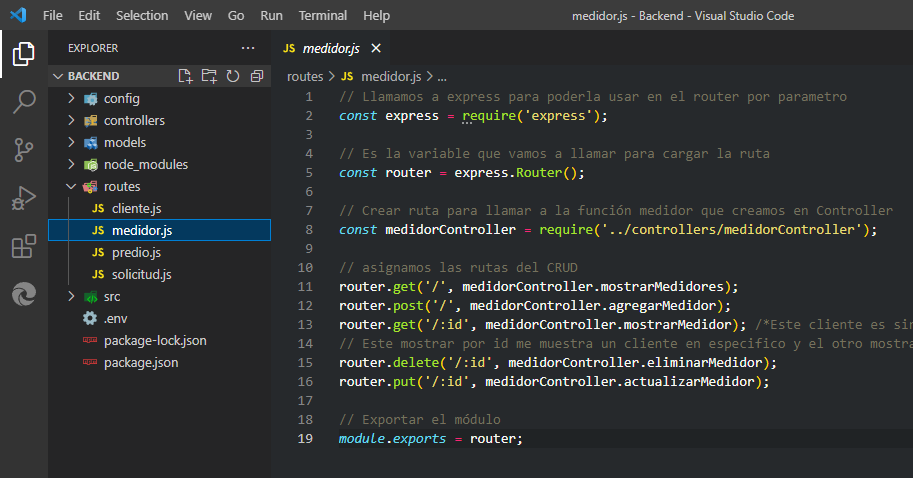 File Edit Selection View Go Run Terminal Help medidor.js - Backend - Visual Studio Code
EXPLORER ...
BACKEND
config
controllers
models
node_modules
routes
JS cliente.js
JS medidor.js
JS predio.js
JS solicitud.js
src
.env
package-lock.json
package.json
JS medidor.js
routes > JS medidor.js > ...
1 // Llamamos a express para poderla usar en el router por parametro
2 const express = require('express');
3
4 // Es la variable que vamos a llamar para cargar la ruta
5 const router = express.Router();
6
7 // Crear ruta para llamar a la función medidor que creamos en Controller
8 const medidorController = require('../controllers/medidorController');
9
10 // asignamos las rutas del CRUD
11 router.get('/', medidorController.mostrarMedidores);
12 router.post('/', medidorController.agregarMedidor);
13 router.get('/:id', medidorController.mostrarMedidor); /*Este cliente es sin
14 // Este mostrar por id me muestra un cliente en especifico y el otro mostra
15 router.delete('/:id', medidorController.eliminarMedidor);
16 router.put('/:id', medidorController.actualizarMedidor);
17
18 // Exportar el módulo
19 module.exports = router;